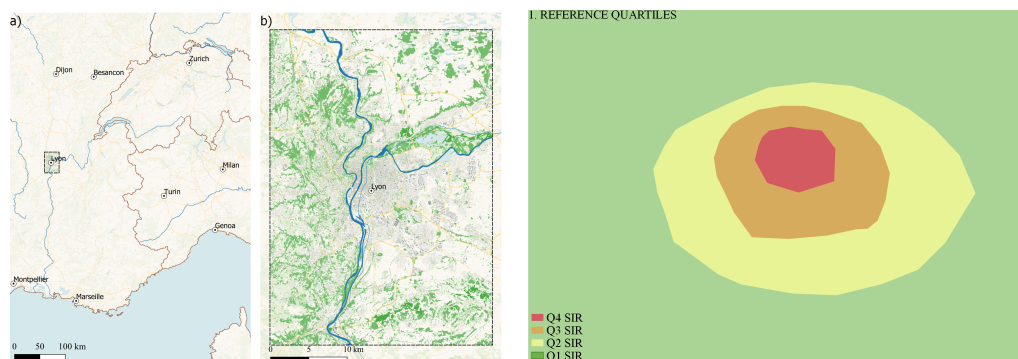 a)
Dijon
Besancon
Zurich
Lyon
Milan
Turin
Genoa
Montpellier
Marseille
0 50 100 km
b)
Lyon
0 5 10 km
I. REFERENCE QUARTILES
Q4 SIR
Q3 SIR
Q2 SIR
Q1 SIR